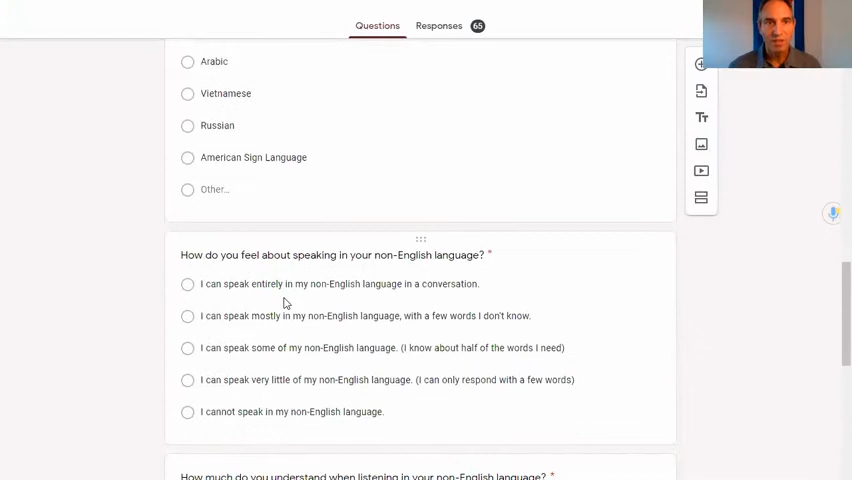 Questions Responses 65
Arabic
Vietnamese
Russian
American Sign Language
Other...
How do you feel about speaking in your non-English language? *
I can speak entirely in my non-English language in a conversation.
I can speak mostly in my non-English language, with a few words I don't know.
I can speak some of my non-English language. (I know about half of the words I need)
I can speak very little of my non-English language. (I can only respond with a few words)
I cannot speak in my non-English language.
How much do you understand when listening in your non-English language? *
Tт